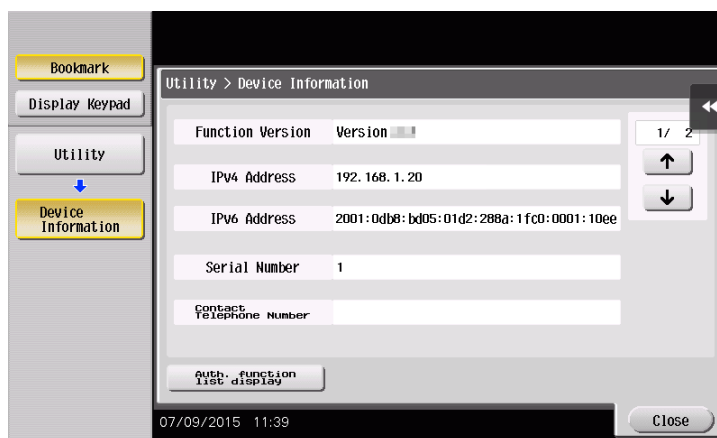 Bookmark
Display Keypad
Utility
Device
Information
Utility > Device Information
Function Version Version
1/ 2
IPv4 Address 192.168.1.20
IPv6 Address 2001:0db8:bd05:01d2:288a:1fc0:0001:10ee
Serial Number 1
Contact
Telephone Number
Auth. function
list display
07/09/2015 11:39
Close